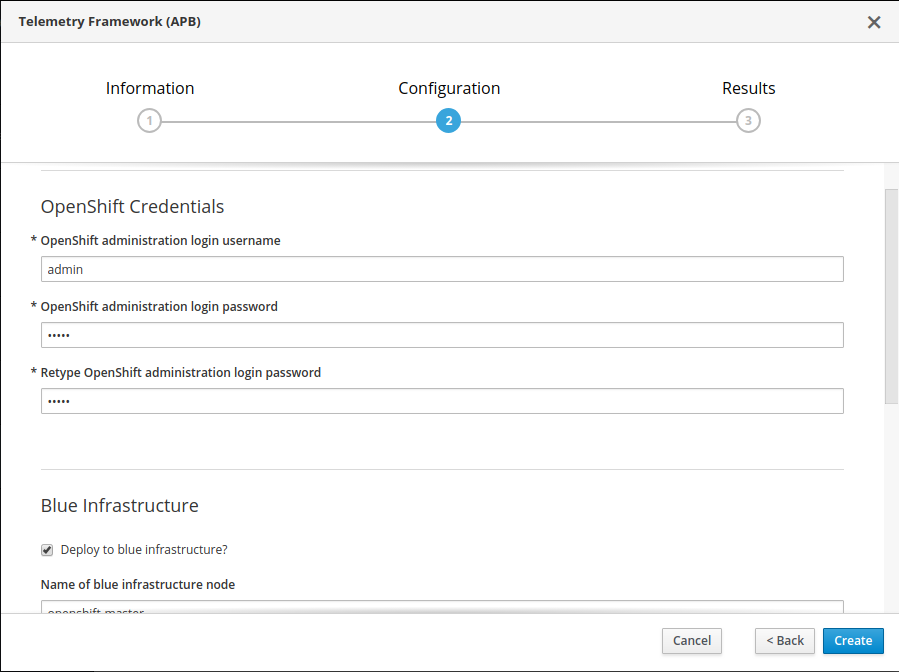 Telemetry Framework (APB)
Information
Configuration
Results
1
2
3
OpenShift Credentials
* OpenShift administration login username
admin
* OpenShift administration login password
•••••
* Retype OpenShift administration login password
•••••
Blue Infrastructure
Deploy to blue infrastructure?
Name of blue infrastructure node
openshift-master
Cancel
< Back
Create